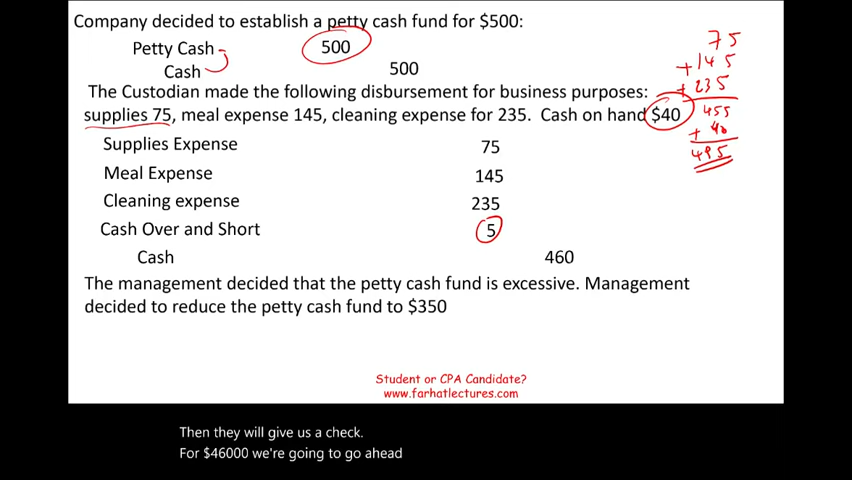 Company decided to establish a petty cash fund for $500:
Petty Cash 500
Cash 500
The Custodian made the following disbursement for business purposes:
supplies 75, meal expense 145, cleaning expense for 235. Cash on hand $40
Supplies Expense 75
Meal Expense 145
Cleaning expense 235
Cash Over and Short 5
Cash 460
The management decided that the petty cash fund is excessive. Management
decided to reduce the petty cash fund to $350
75
+145
+235
455
+40
495
Student or CPA Candidate?
www.farhatlectures.com
Then they will give us a check.
For $46000 we're going to go ahead